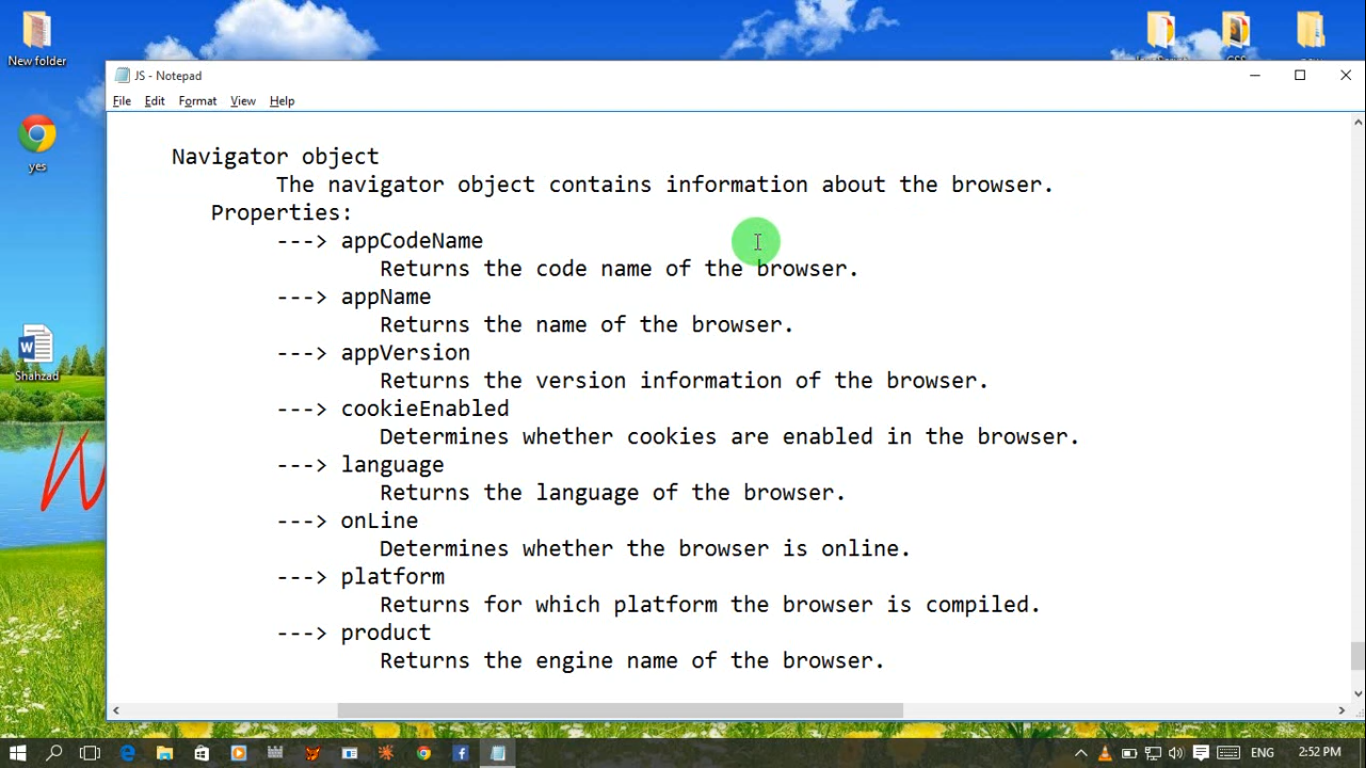 New folder
yes
Shahzad
JS - Notepad
File Edit Format View Help
Navigator object
The navigator object contains information about the browser.
Properties:
---> appCodeName
Returns the code name of the browser.
---> appName
Returns the name of the browser.
---> appVersion
Returns the version information of the browser.
---> cookieEnabled
Determines whether cookies are enabled in the browser.
---> language
Returns the language of the browser.
---> onLine
Determines whether the browser is online.
---> platform
Returns for which platform the browser is compiled.
---> product
Returns the engine name of the browser.
ENG 2:52 PM